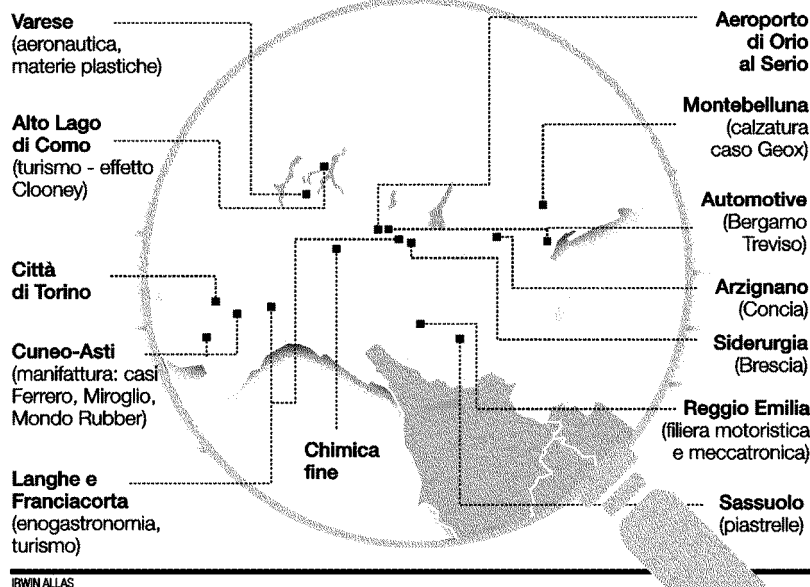 Varese
(aeronautica,
materie plastiche)
Alto Lago
di Como
(turismo - effetto
Clooney)
Città
di Torino
Cuneo-Asti
(manifattura: casi
Ferrero, Miroglio,
Mondo Rubber)
Langhe e
Franciacorta
(enogastronomia,
turismo)
Chimica
fine
Aeroporto
di Orio
al Serio
Montebelluna
(calzatura
caso Geox)
Automotive
(Bergamo
Treviso)
Arzignano
(Concia)
Siderurgia
(Brescia)
Reggio Emilia
(filiera motoristica
e meccatronica)
Sassuolo
(piastrelle)
IRWIN ALLAS